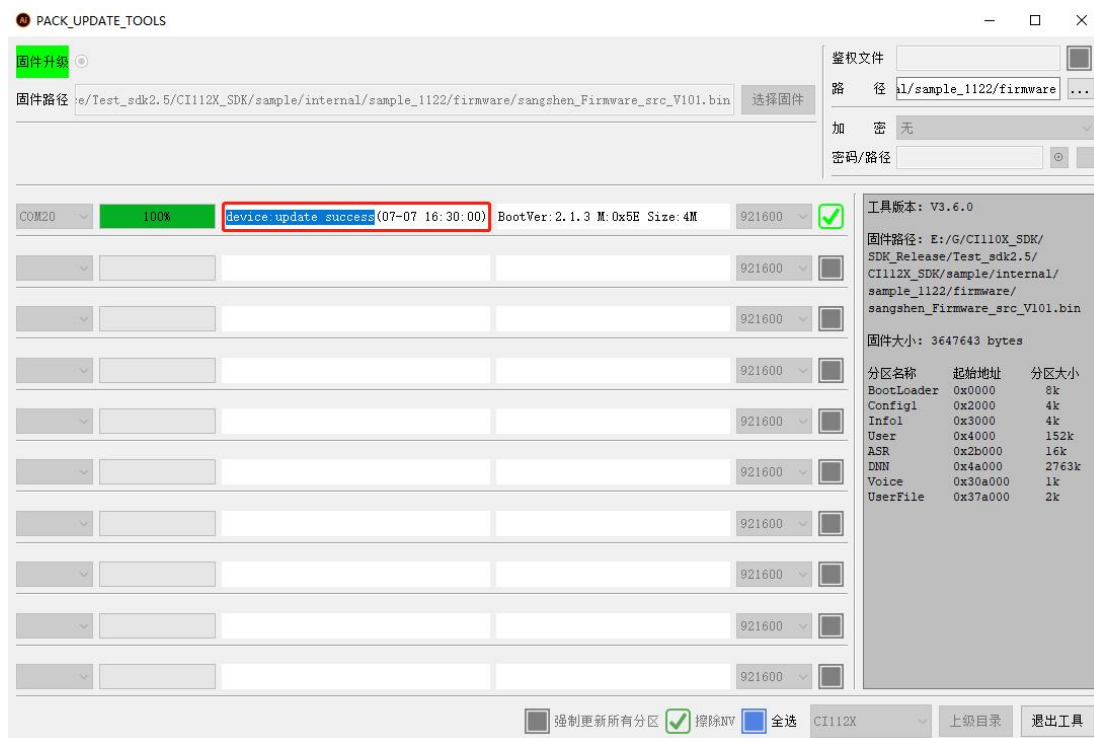 PACK_UPDATE_TOOLS
固件升级
固件路径 :e/Test_sdk2.5/CI112X_SDK/sample/internal/sample_1122/firmware/sangshen_Firmware_src_V101.bin 选择固件
鉴权文件
路 径 al/sample_1122/firmware ...
加 密 无
密码/路径
COM20 100% device:update success(07-07 16:30:00) BootVer:2.1.3 M:0x5E Size:4M 921600
921600
921600
921600
921600
921600
921600
921600
921600
921600
工具版本: V3.6.0
固件路径: E:/G/CI110X_SDK/
SDK_Release/Test_sdk2.5/
CI112X_SDK/sample/internal/
sample_1122/firmware/
sangshen_Firmware_src_V101.bin
固件大小: 3647643 bytes
分区名称 起始地址 分区大小
BootLoader 0x0000 8k
Config1 0x2000 4k
Info1 0x3000 4k
User 0x4000 152k
ASR 0x2b000 16k
DNN 0x4a000 2763k
Voice 0x30a000 1k
UserFile 0x37a000 2k
强制更新所有分区 擦除NV 全选 CI112X 上级目录 退出工具